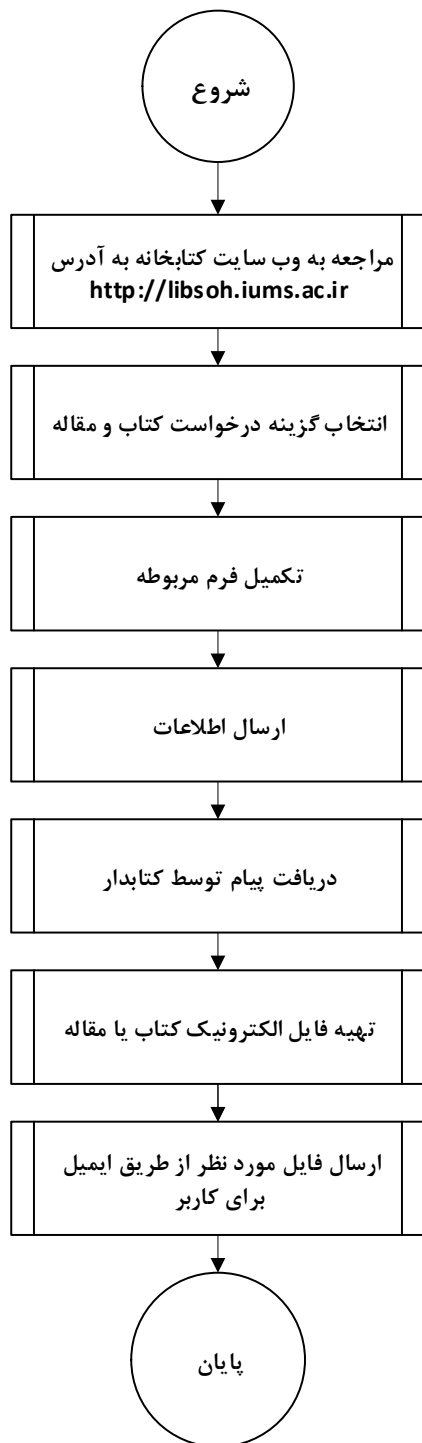 شروع
مراجعه به وب سایت کتابخانه به آدرس
http://libsoh.iums.ac.ir
انتخاب گزینه درخواست کتاب و مقاله
تکمیل فرم مربوطه
ارسال اطلاعات
دریافت پیام توسط کتابدار
تهیه فایل الکترونیک کتاب یا مقاله
ارسال فایل مورد نظر از طریق ایمیل
برای کاربر
پایان